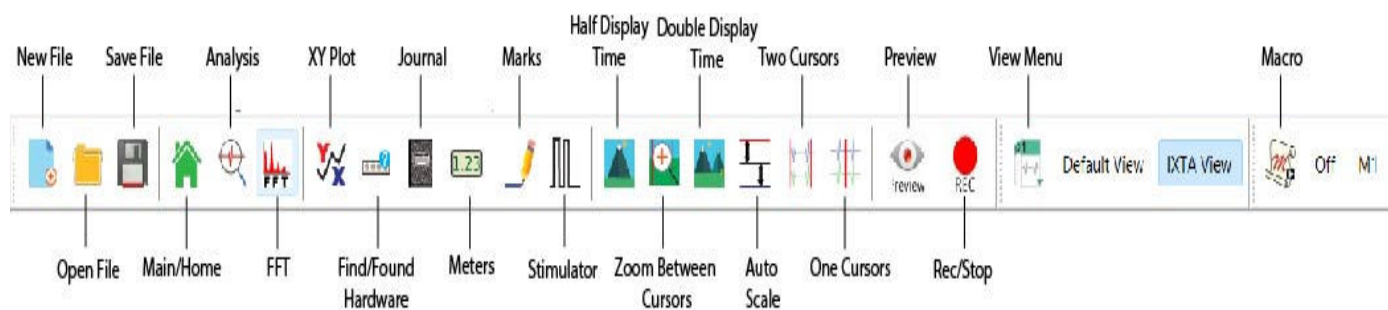 Half Display Double Display
New File Save File Analysis XY Plot Journal Marks Time Time Two Cursors Preview View Menu Macro
FFT 1.23 Preview REC Default View IXTA View Off M1
Open File Main/Home FFT Find/Found Meters Stimulator Zoom Between Auto One Cursors Rec/Stop
Hardware Cursors Scale